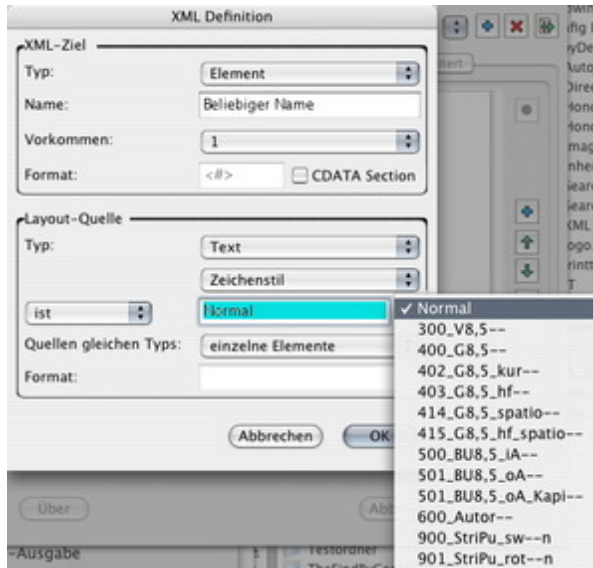 XML Definition
XML-Ziel
Typ:
Element
Name:
Beliebiger Name
Vorkommen:
1
Format:
<#>
CDATA Section
Layout-Quelle
Typ:
Text
Zeichenstil
ist
Normal
Quellen gleichen Typs:
einzelne Elemente
Format:
Abbrechen
OK
✓ Normal
300_V8,5--
400_G8,5--
402_G8,5_kur--
403_G8,5_hf--
414_G8,5_spatio--
415_G8,5_hf_spatio--
500_BU8,5_iA--
501_BU8,5_oA--
501_BU8,5_oA_Kapi--
600_Autor--
900_StriPu_sw--n
901_StriPu_rot--n
Über
-Ausgabe
Testordner